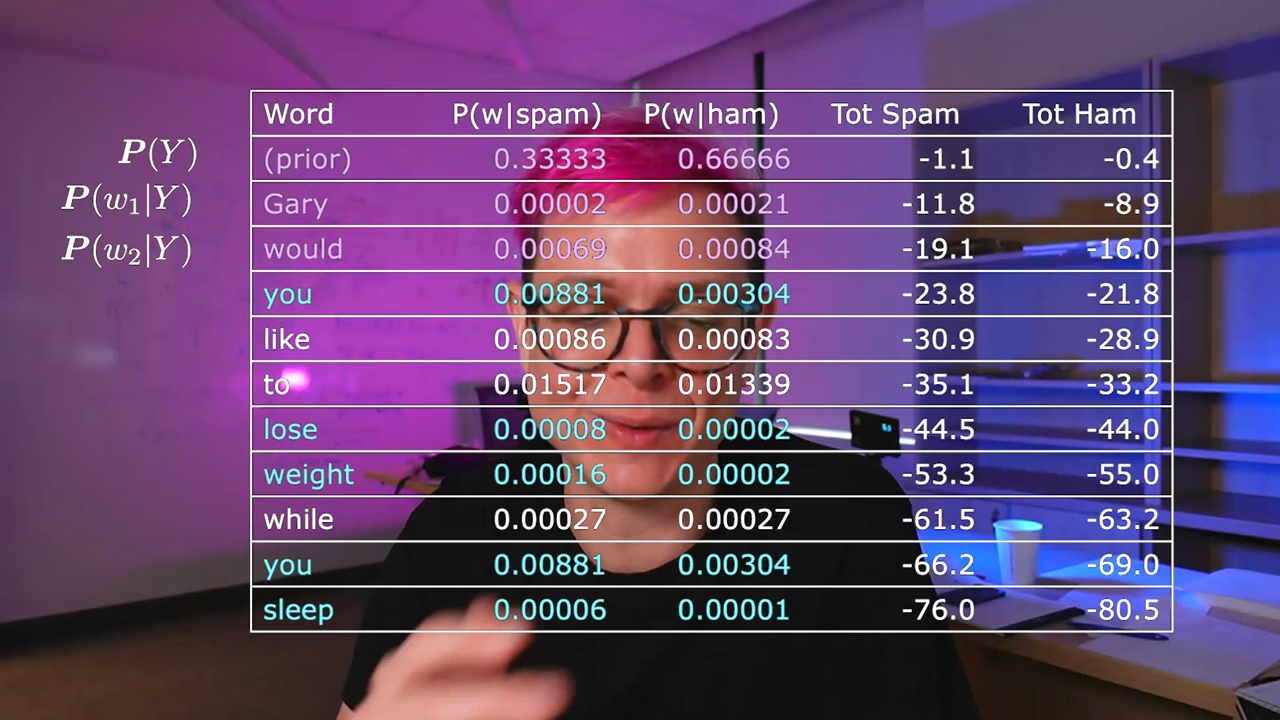 Word P(w|spam) P(w|ham) Tot Spam Tot Ham
P(Y) (prior) 0.33333 0.66666 -1.1 -0.4
P(w₁|Y) Gary 0.00002 0.00021 -11.8 -8.9
P(w₂|Y) would 0.00069 0.00084 -19.1 -16.0
you 0.00881 0.00304 -23.8 -21.8
like 0.00086 0.00083 -30.9 -28.9
to 0.01517 0.01339 -35.1 -33.2
lose 0.00008 0.00002 -44.5 -44.0
weight 0.00016 0.00002 -53.3 -55.0
while 0.00027 0.00027 -61.5 -63.2
you 0.00881 0.00304 -66.2 -69.0
sleep 0.00006 0.00001 -76.0 -80.5